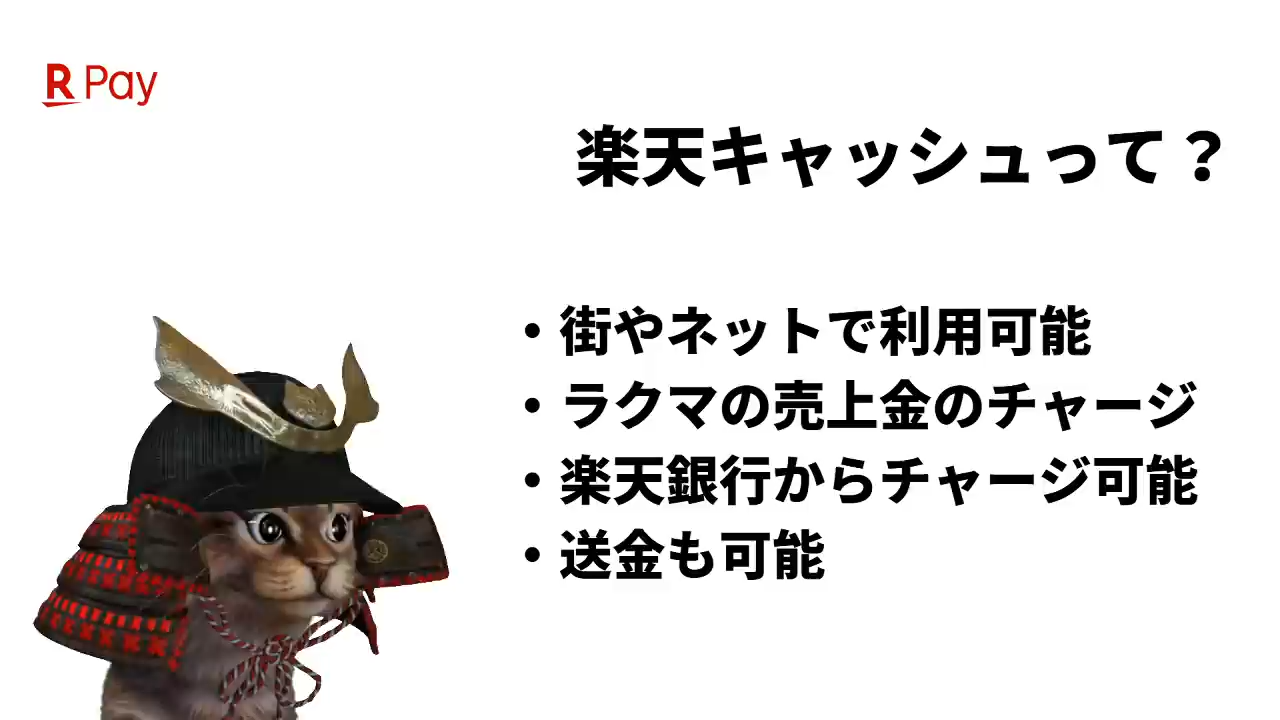 R Pay
楽天キャッシュって？
・街やネットで利用可能
・ラクマの売上金のチャージ
・楽天銀行からチャージ可能
・送金も可能